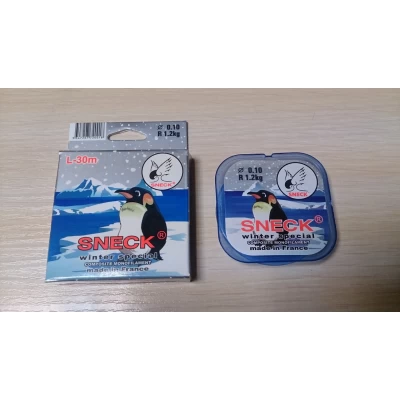 Ø 0.10
R 1.2kg
L-30m
SNECK
SNECK®
winter special
COMPOSITE MONOFILAMENT
made in France
Ø 0.10
R 1.2kg
SNECK
SNECK®
winter special
COMPOSITE MONOFILAMENT
made in France